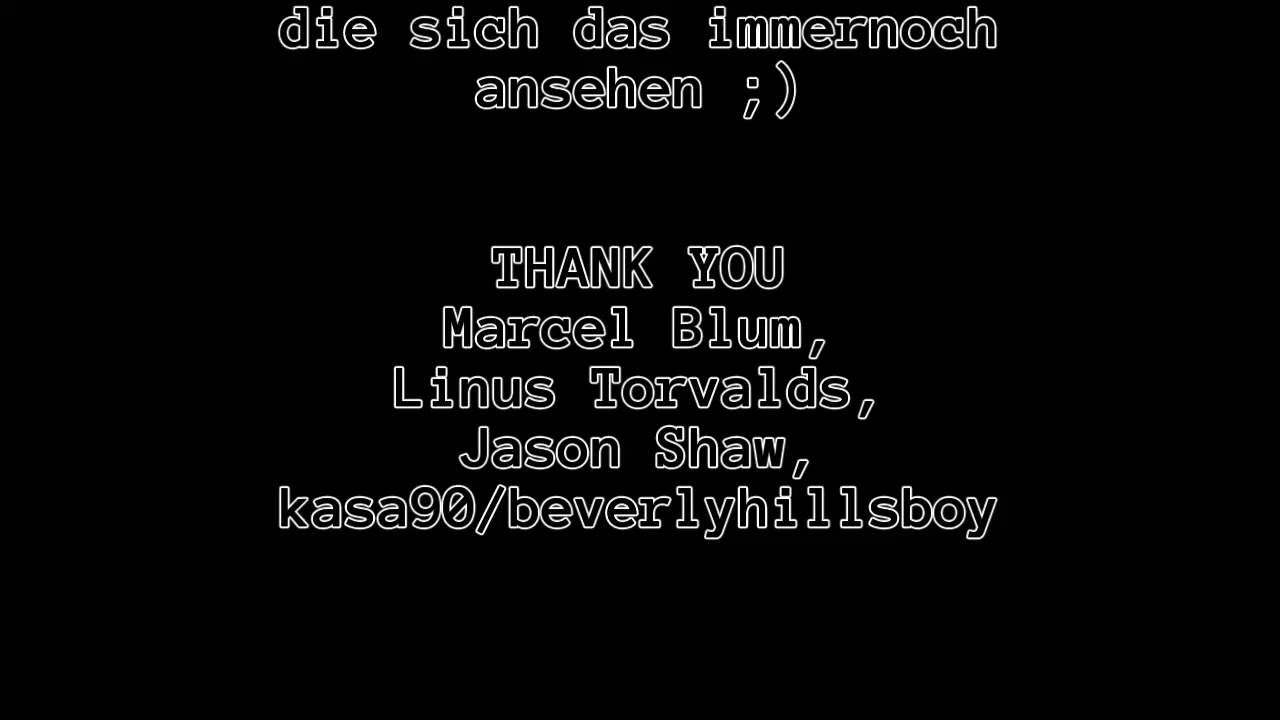 die sich das immernoch
ansehen ;)
THANK YOU
Marcel Blum,
Linus Torvalds,
Jason Shaw,
kasa90/beverlyhillsboy